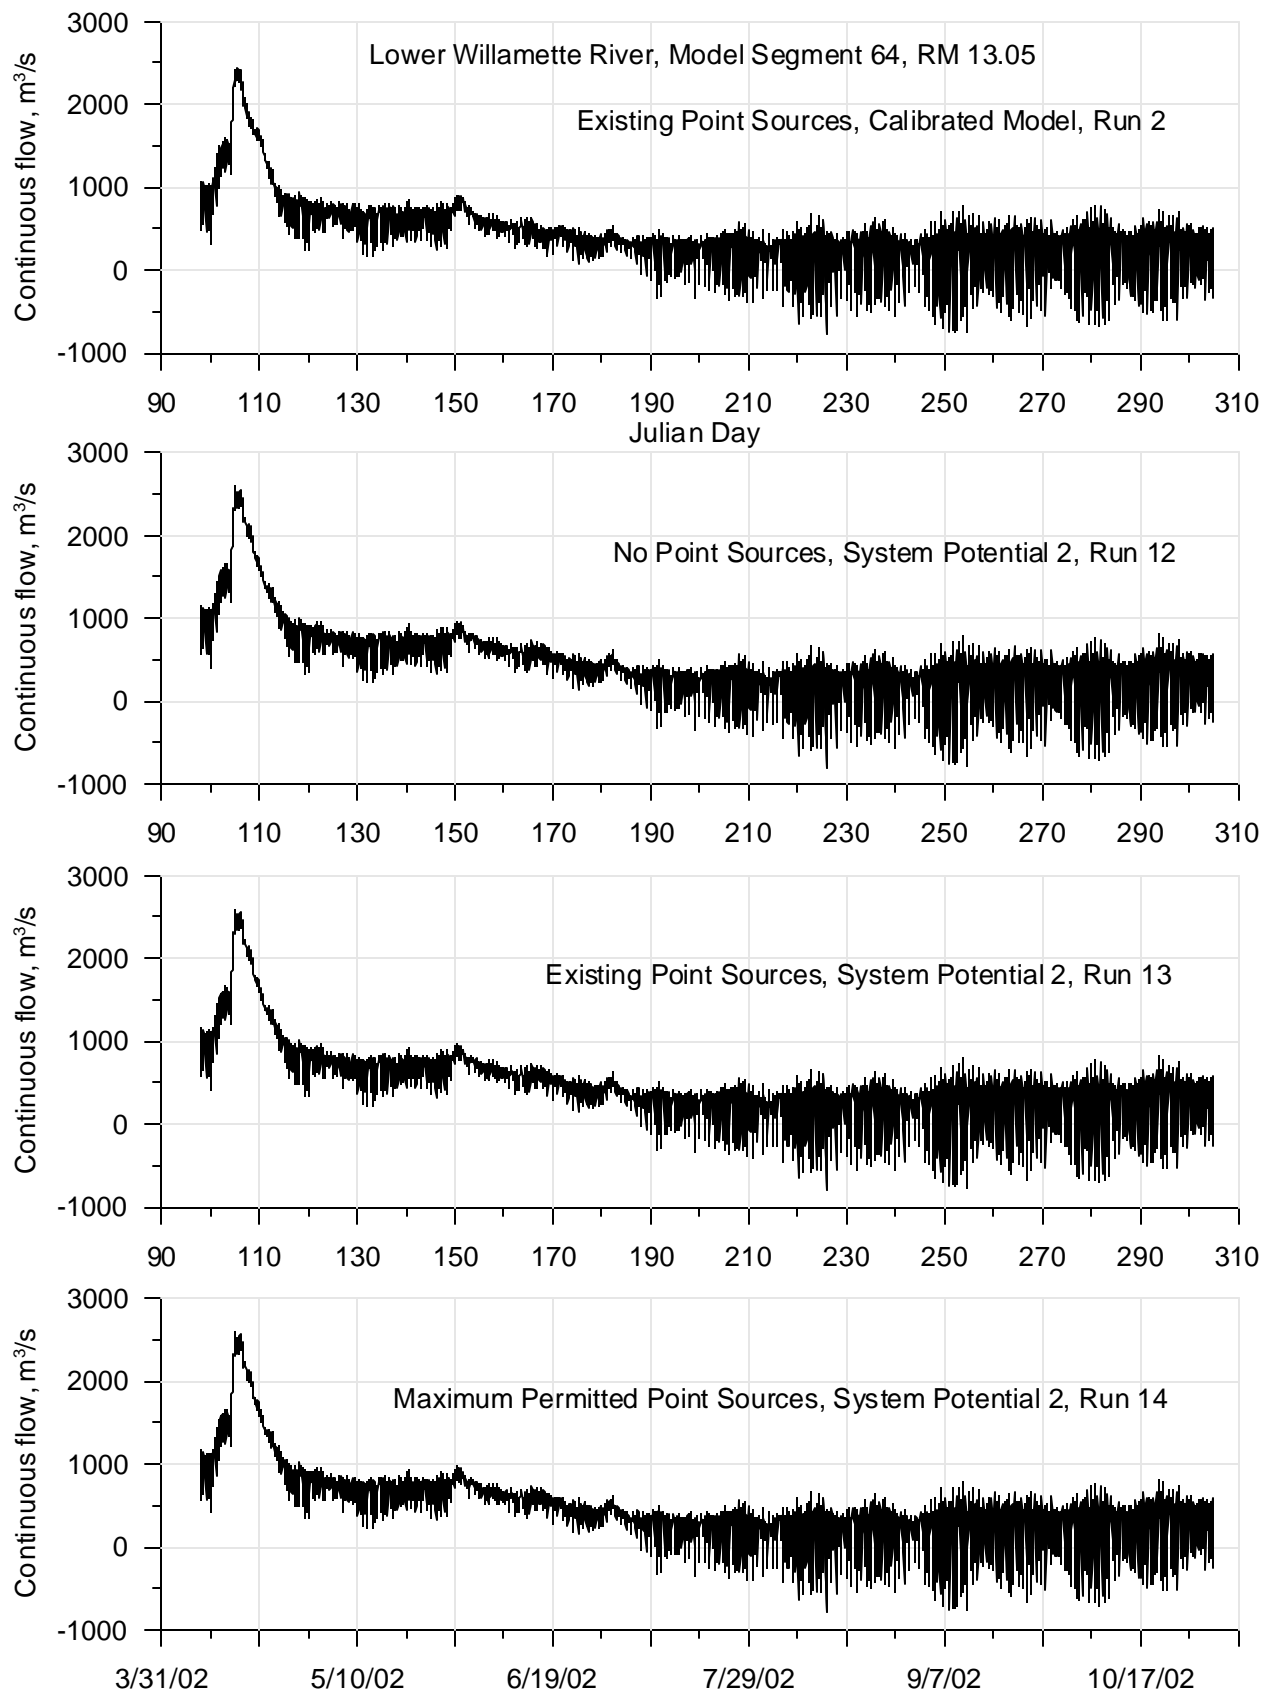 3000
Lower Willamette River, Model Segment 64, RM 13.05
2000
Existing Point Sources, Calibrated Model, Run 2
1000
0
-1000
Continuous flow, m³/s
90 110 130 150 170 190 210 230 250 270 290 310
Julian Day
3000
2000
No Point Sources, System Potential 2, Run 12
1000
0
-1000
Continuous flow, m³/s
90 110 130 150 170 190 210 230 250 270 290 310
3000
2000
Existing Point Sources, System Potential 2, Run 13
1000
0
-1000
Continuous flow, m³/s
90 110 130 150 170 190 210 230 250 270 290 310
3000
2000
Maximum Permitted Point Sources, System Potential 2, Run 14
1000
0
-1000
Continuous flow, m³/s
3/31/02 5/10/02 6/19/02 7/29/02 9/7/02 10/17/02